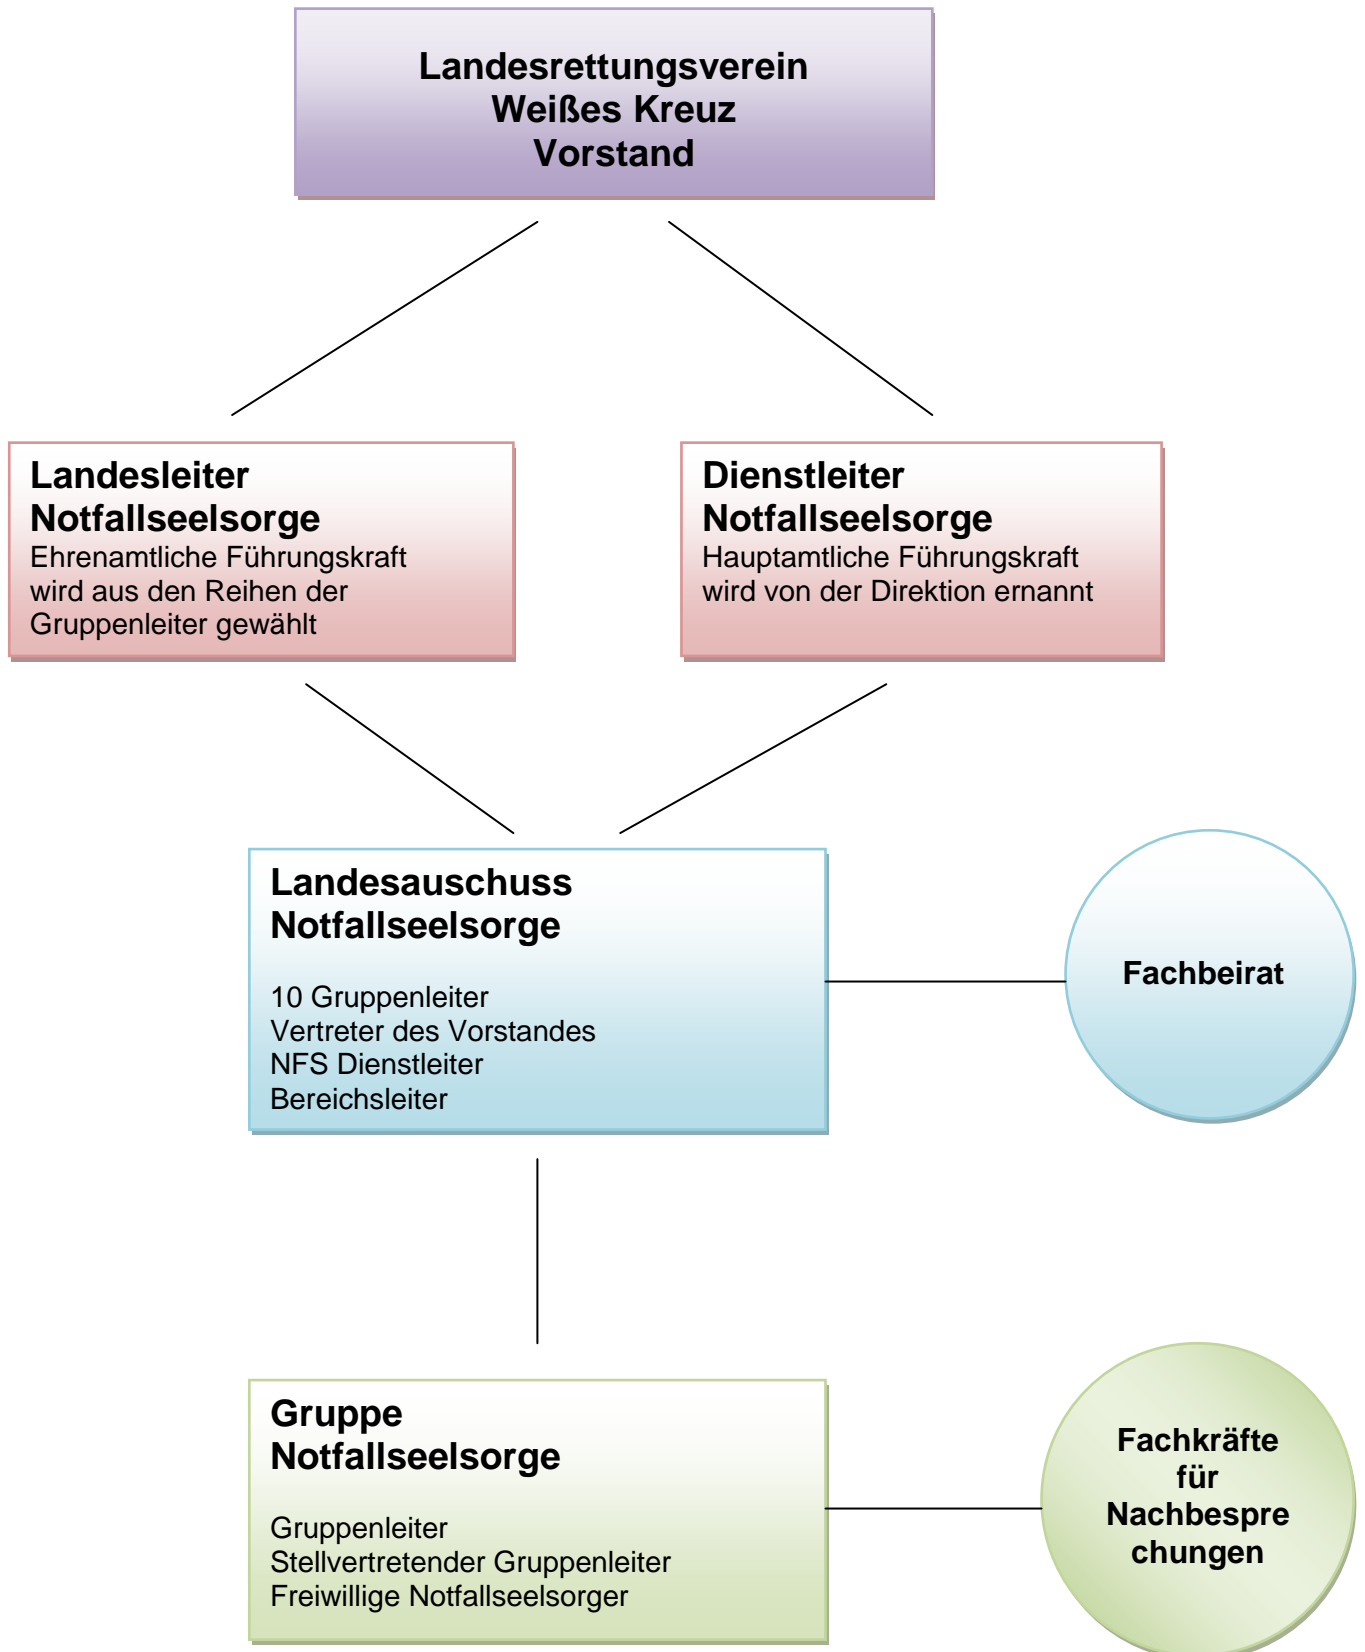 Landesrettungsverein
Weißes Kreuz
Vorstand
Landesleiter
Notfallseelsorge
Ehrenamtliche Führungskraft
wird aus den Reihen der
Gruppenleiter gewählt
Dienstleiter
Notfallseelsorge
Hauptamtliche Führungskraft
wird von der Direktion ernannt
Landesauschuss
Notfallseelsorge
10 Gruppenleiter
Vertreter des Vorstandes
NFS Dienstleiter
Bereichsleiter
Fachbeirat
Gruppe
Notfallseelsorge
Gruppenleiter
Stellvertretender Gruppenleiter
Freiwillige Notfallseelsorger
Fachkräfte
für
Nachbespre
chungen